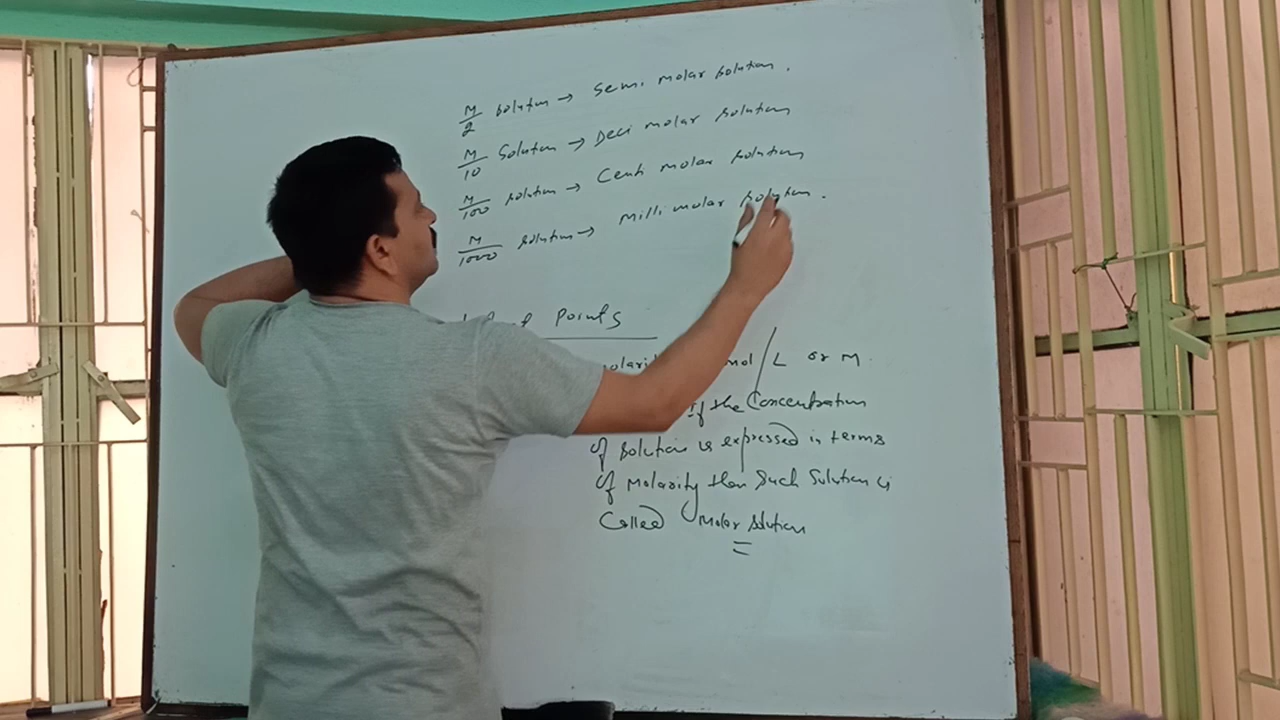 M/2 Solution → Semi molar solution.
M/10 Solution → Deci molar solution
M/100 solution → Centi molar solution
M/1000 solution → Milli molar solution.
Points
mol/L or M.
If the Concentration
of Solution is expressed in terms
of Molarity then Such Solution is
Called Molar solution